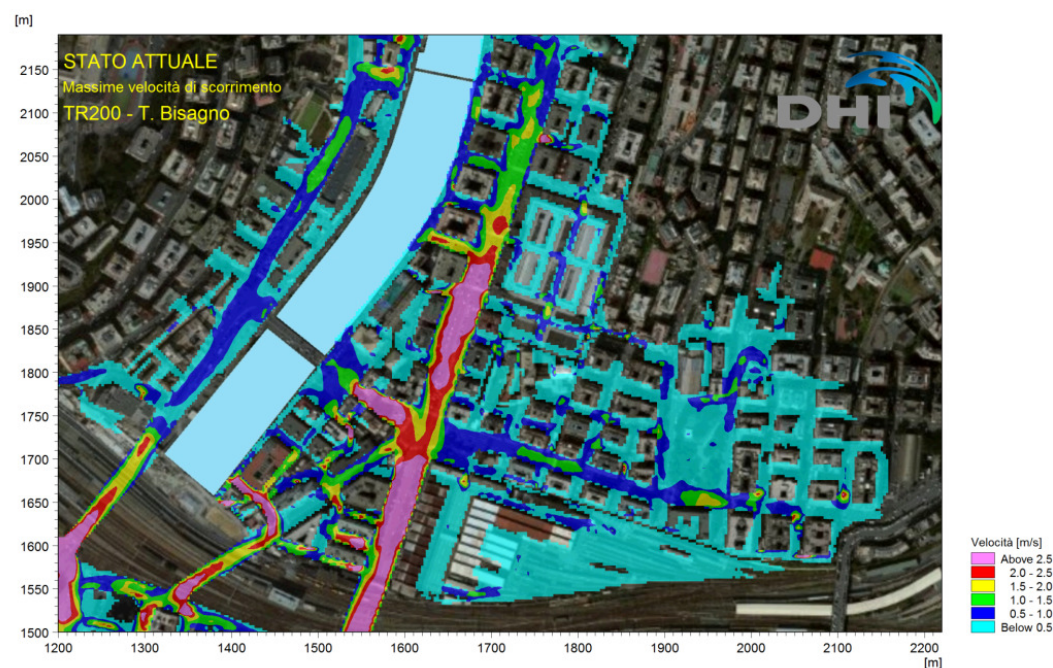 [m]
STATO ATTUALE
Massime velocità di scorrimento
TR200 - T. Bisagno
DHI
2150
2100
2050
2000
1950
1900
1850
1800
1750
1700
1650
1600
1550
1500
1200 1300 1400 1500 1600 1700 1800 1900 2000 2100 2200
[m]
Velocità [m/s]
Above 2.5
2.0 - 2.5
1.5 - 2.0
1.0 - 1.5
0.5 - 1.0
Below 0.5